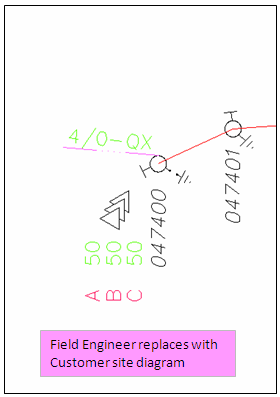 4/0-QX
047401
047400
A 50
B 50
C 50
Field Engineer replaces with
Customer site diagram